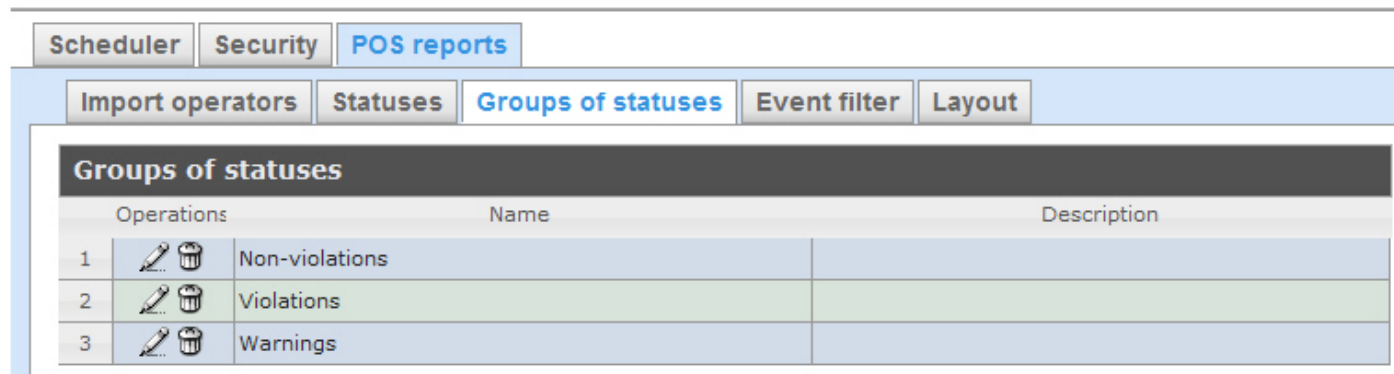 Scheduler Security POS reports
Import operators Statuses Groups of statuses Event filter Layout
Groups of statuses
Operations Name Description
1 Non-violations
2 Violations
3 Warnings